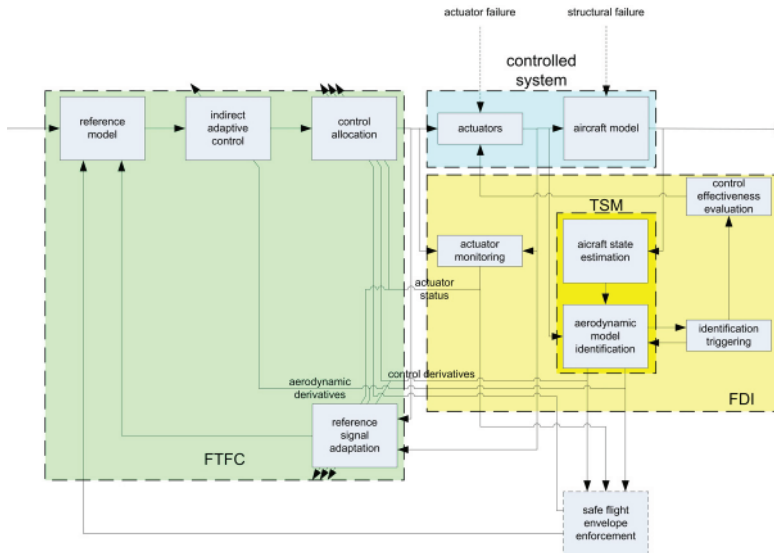 actuator failure
structural failure
controlled
system
reference
model
indirect
adaptive
control
control
allocation
actuators
aircraft model
TSM
control
effectiveness
evaluation
actuator
monitoring
aicraft state
estimation
actuator
status
aerodynamic
model
identification
identification
triggering
aerodynamic
derivatives
control derivatives
FDI
reference
signal
adaptation
FTFC
safe flight
envelope
enforcement